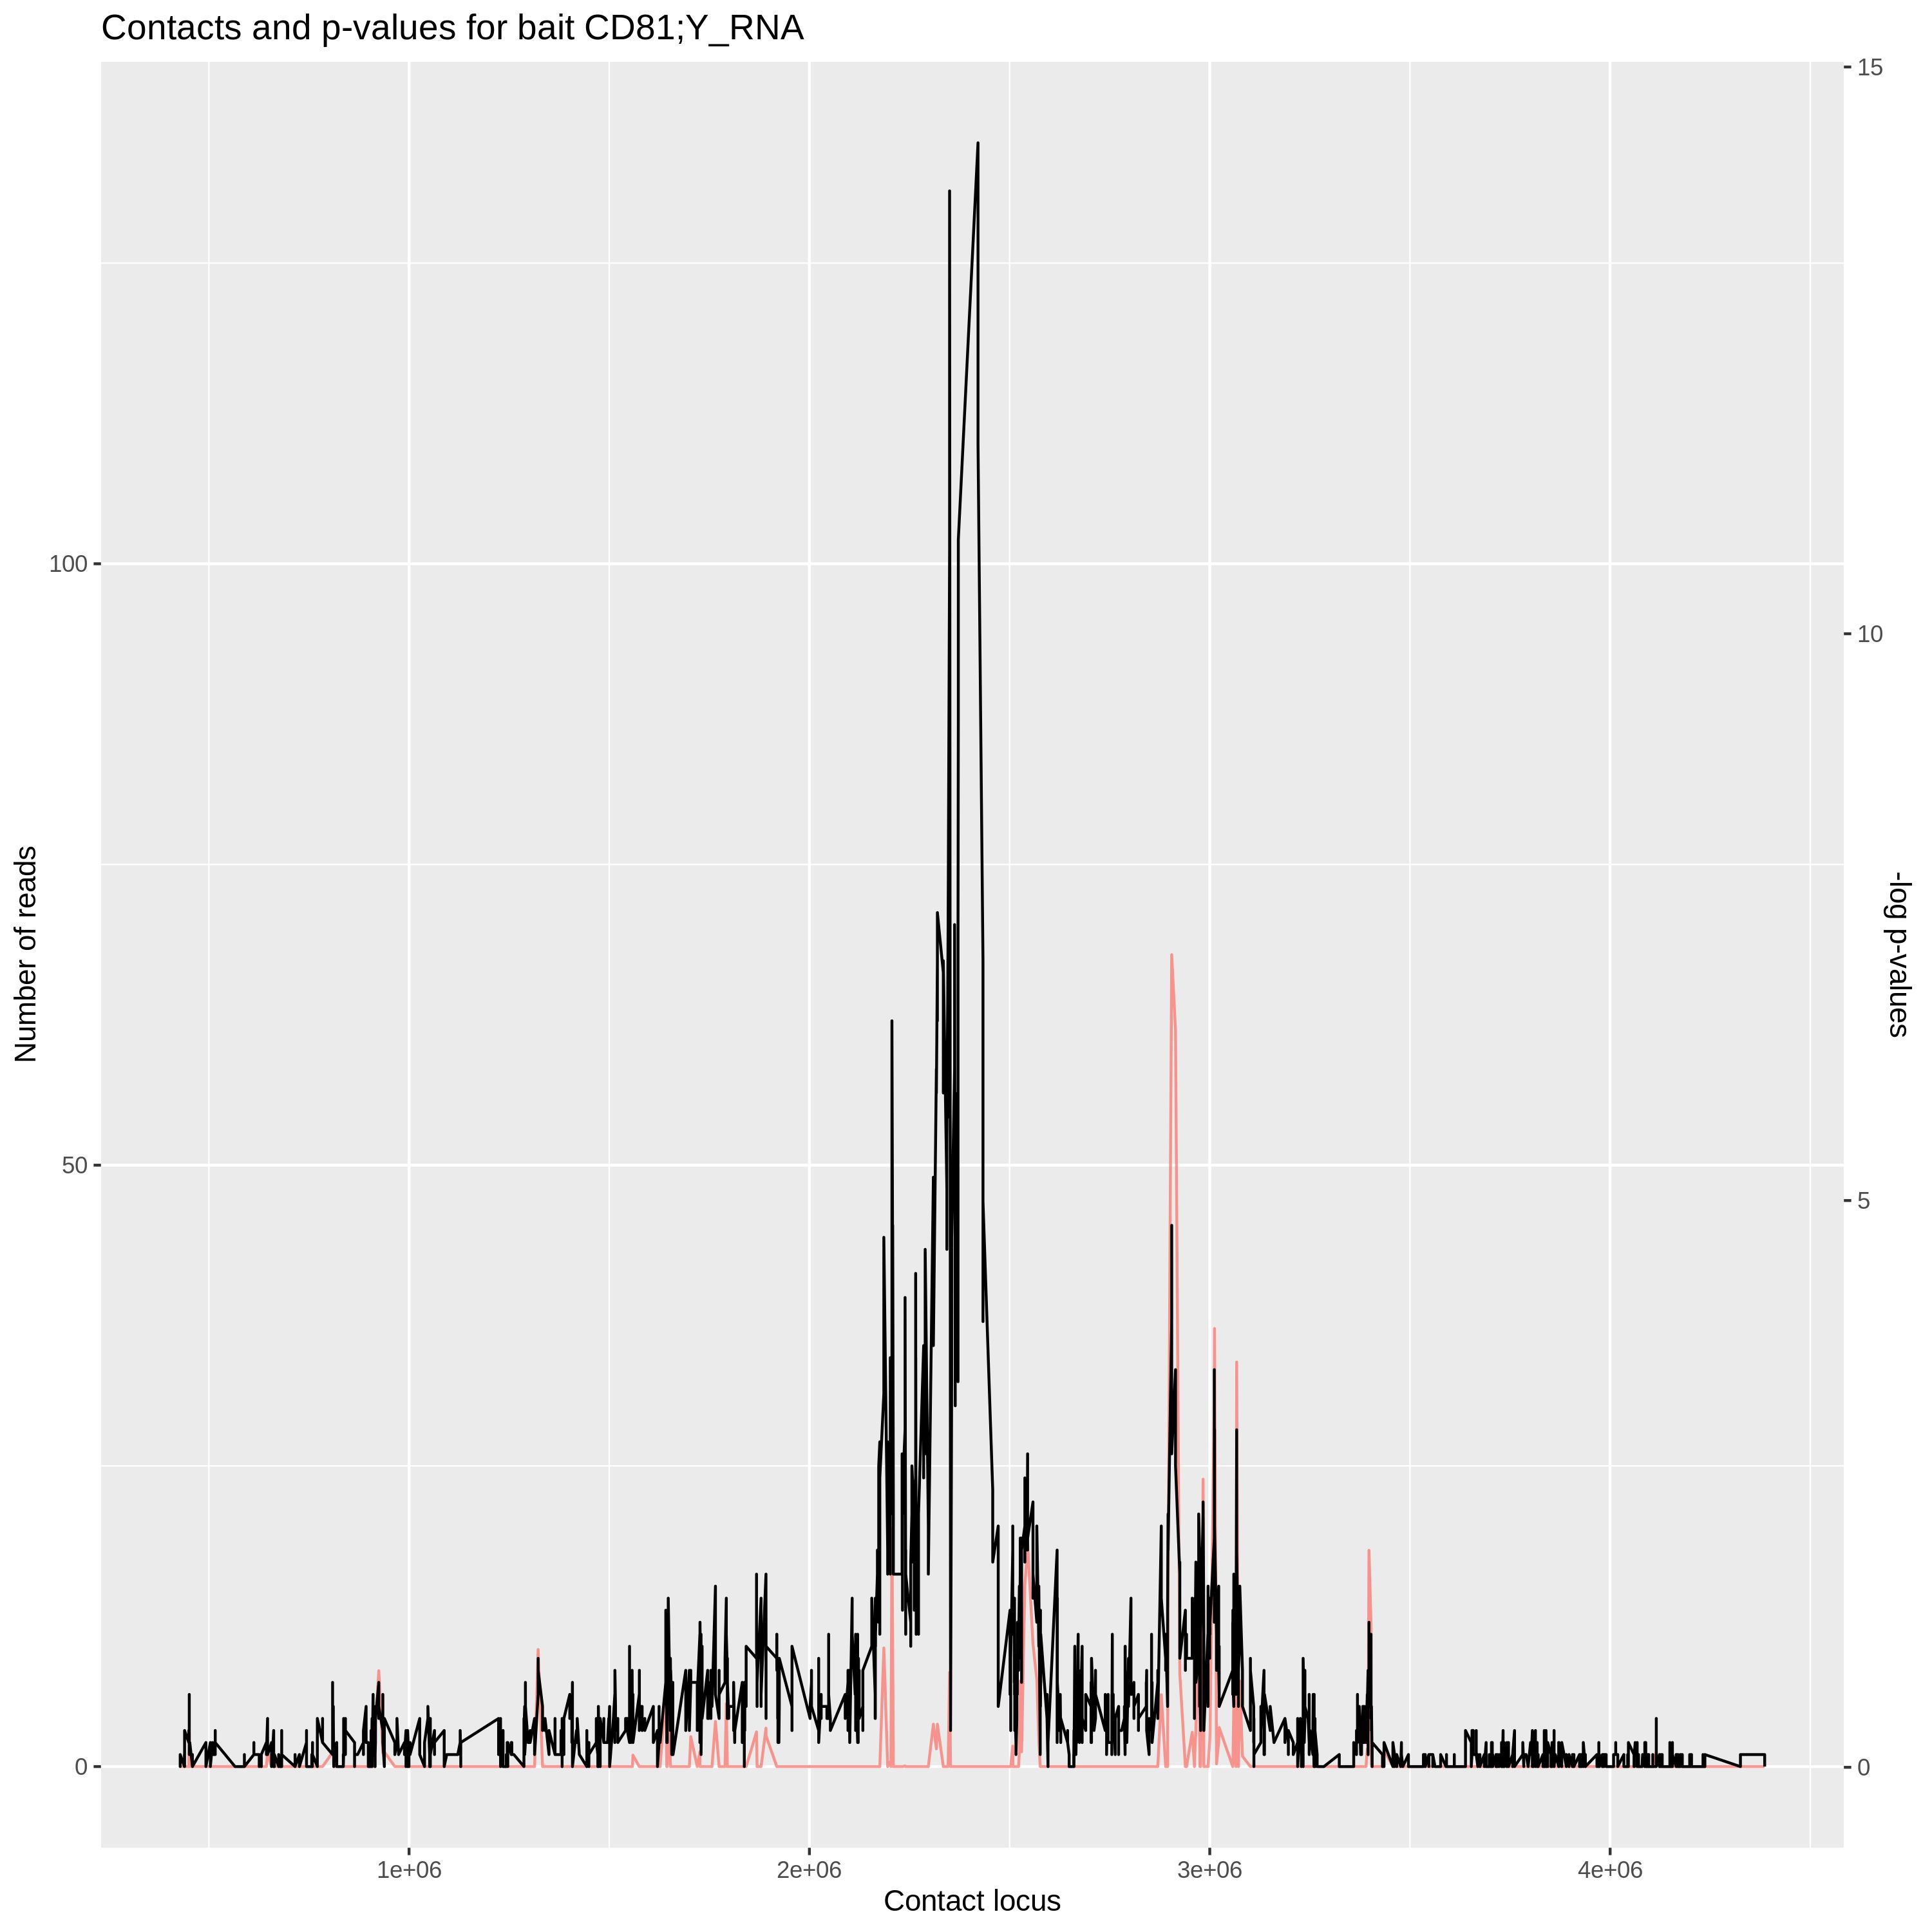 Contacts and p-values for bait CD81;Y_RNA
15
100
10
Number of reads
-log p-values
50
5
0
0
1e+06
2e+06
3e+06
4e+06
Contact locus